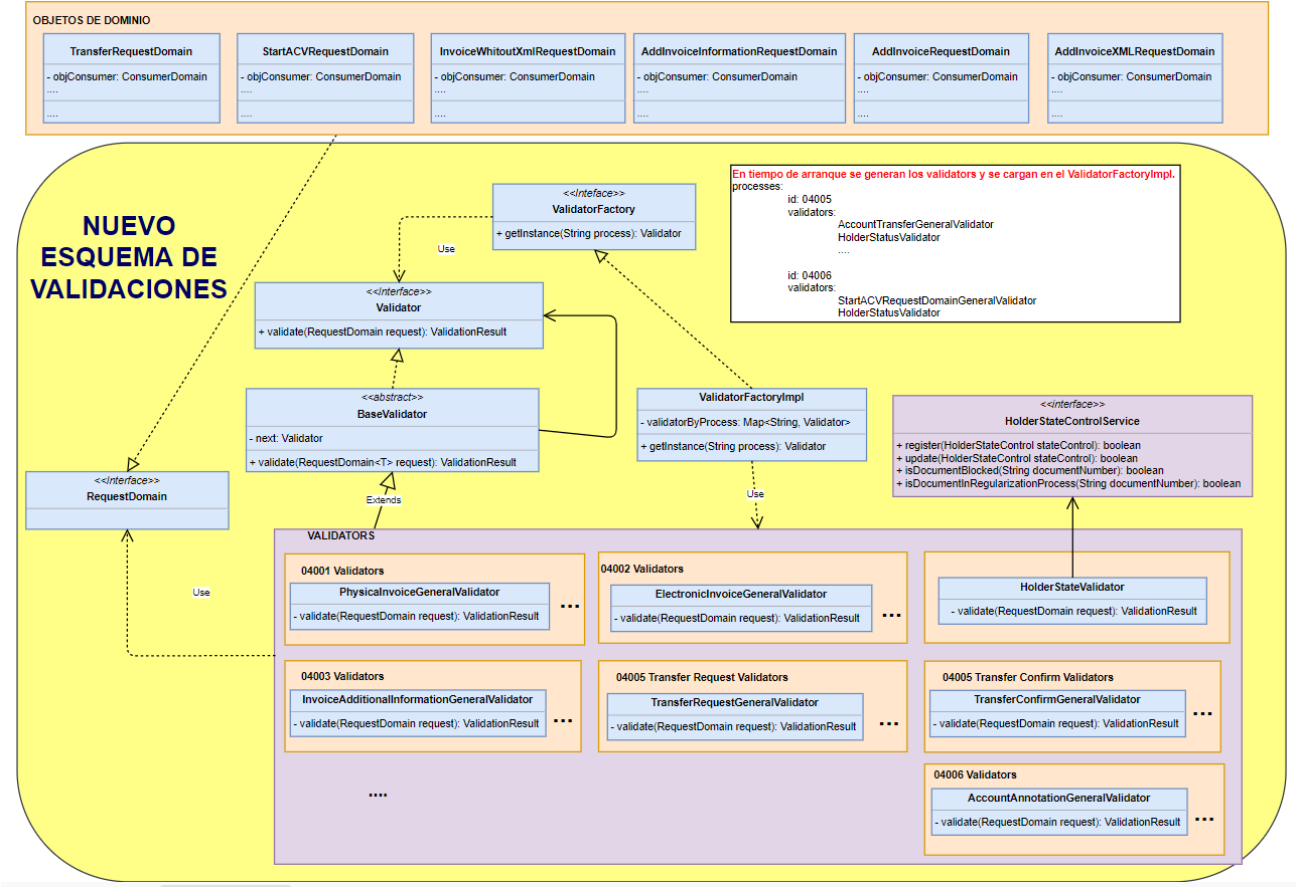 OBJETOS DE DOMINIO
TransferRequestDomain
- objConsumer: ConsumerDomain
....
....
StartACVRequestDomain
- objConsumer: ConsumerDomain
....
....
InvoiceWhitoutXmlRequestDomain
- objConsumer: ConsumerDomain
....
....
AddInvoiceInformationRequestDomain
- objConsumer: ConsumerDomain
....
....
AddInvoiceRequestDomain
- objConsumer: ConsumerDomain
....
....
AddInvoiceXMLRequestDomain
- objConsumer: ConsumerDomain
....
....
NUEVO
ESQUEMA DE
VALIDACIONES
<<Inteface>>
ValidatorFactory
+ getInstance(String process): Validator
Use
En tiempo de arranque se generan los validators y se cargan en el ValidatorFactoryImpl.
processes:
id: 04005
validators:
AccountTransferGeneralValidator
HolderStatusValidator
....
id: 04006
validators:
StartACVRequestDomainGeneralValidator
HolderStatusValidator
<<Interface>>
Validator
+ validate(RequestDomain request): ValidationResult
<<abstract>>
BaseValidator
- next: Validator
+ validate(RequestDomain<T> request): ValidationResult
Extends
ValidatorFactoryImpl
- validatorByProcess: Map<String, Validator>
+ getInstance(String process): Validator
Use
<<interface>>
HolderStateControlService
+ register(HolderStateControl stateControl): boolean
+ update(HolderStateControl stateControl): boolean
+ isDocumentBlocked(String documentNumber): boolean
+ isDocumentInRegularizationProcess(String documentNumber): boolean
<<Interface>>
RequestDomain
Use
VALIDATORS
04001 Validators
PhysicaInvoiceGeneralValidator
- validate(RequestDomain request): ValidationResult
...
04002 Validators
ElectronicInvoiceGeneralValidator
- validate(RequestDomain request): ValidationResult
...
HolderStateValidator
- validate(RequestDomain request): ValidationResult
04003 Validators
InvoiceAdditionalInformationGeneralValidator
- validate(RequestDomain request): ValidationResult
...
04005 Transfer Request Validators
TransferRequestGeneralValidator
- validate(RequestDomain request): ValidationResult
...
04005 Transfer Confirm Validators
TransferConfirmGeneralValidator
- validate(RequestDomain request): ValidationResult
...
....
04006 Validators
AccountAnnotationGeneralValidator
- validate(RequestDomain request): ValidationResult
...